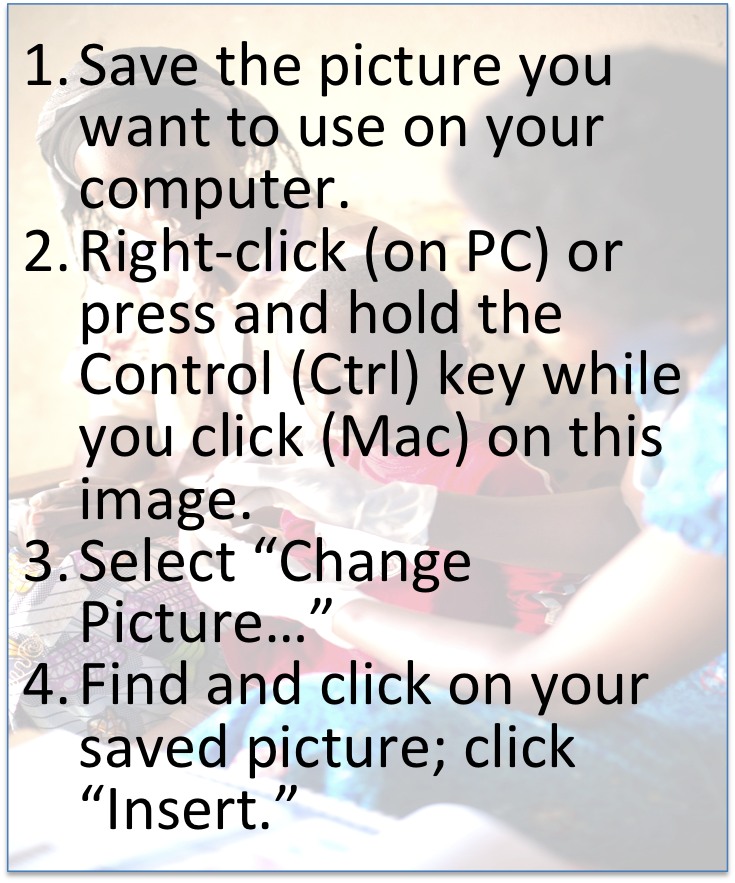 1. Save the picture you
want to use on your
computer.
2. Right-click (on PC) or
press and hold the
Control (Ctrl) key while
you click (Mac) on this
image.
3. Select “Change
Picture…”
4. Find and click on your
saved picture; click
“Insert.”